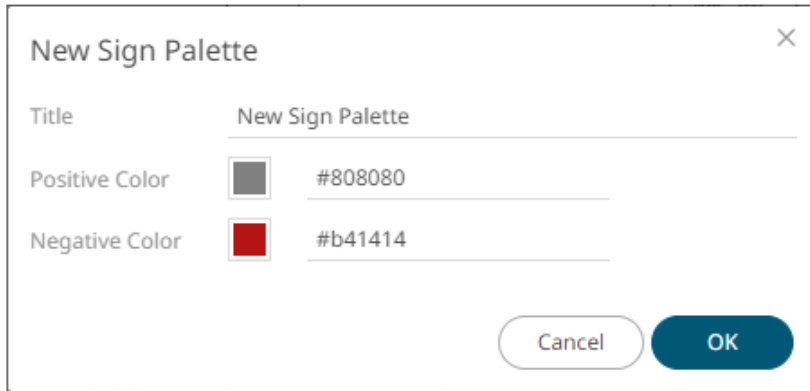 New Sign Palette
Title New Sign Palette
Positive Color #808080
Negative Color #b41414
Cancel OK